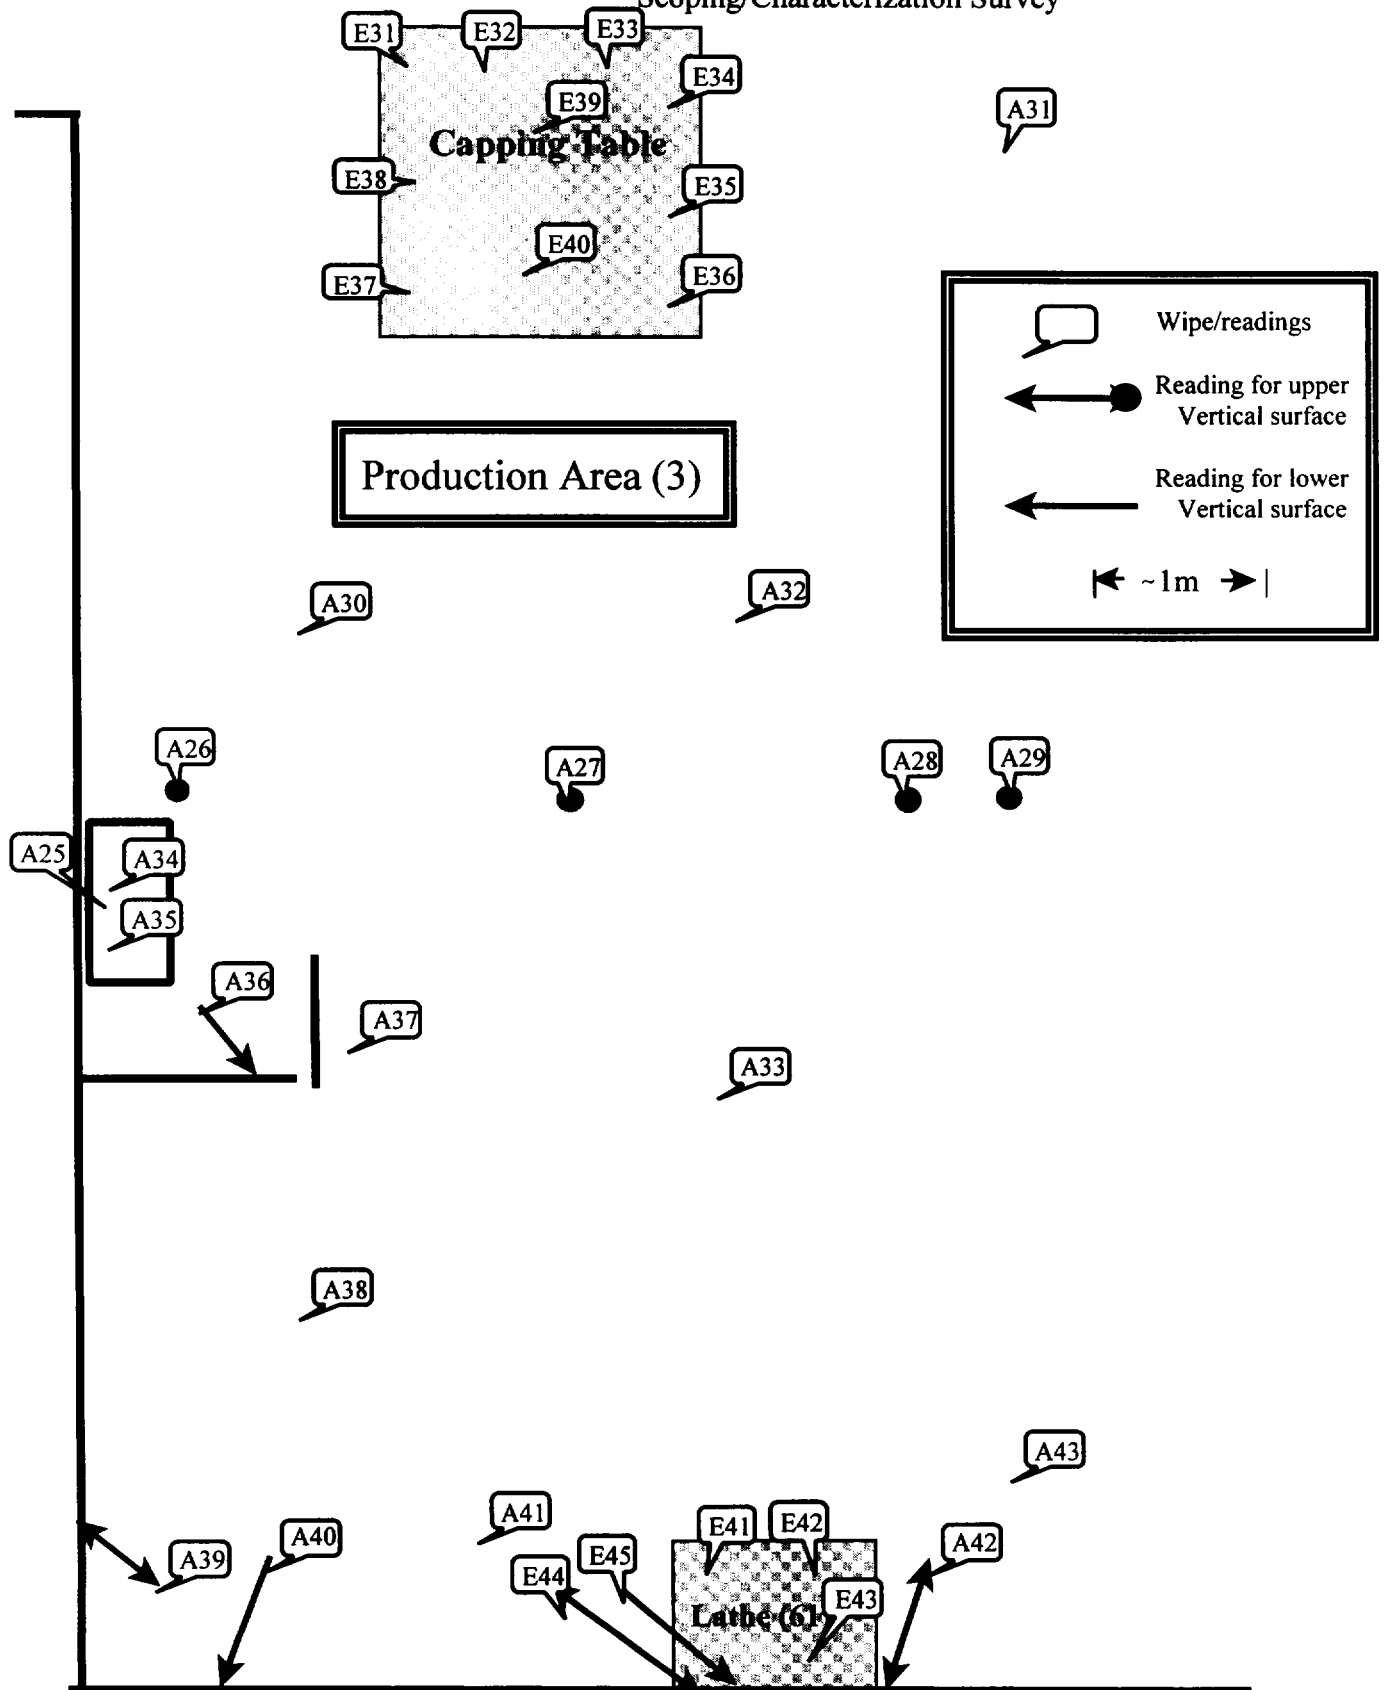 Scoping/Characterization Survey
E31
E32
E33
E34
E39
A31
Capping Table
E38
E35
E40
E37
E36
Wipe/readings
Reading for upper
Vertical surface
Reading for lower
Vertical surface
~1m
Production Area (3)
A30
A32
A26
A27
A28
A29
A25
A34
A35
A36
A37
A33
A38
A43
A41
E41
E42
A39
A40
E45
A42
E44
E43
Lathe (6)